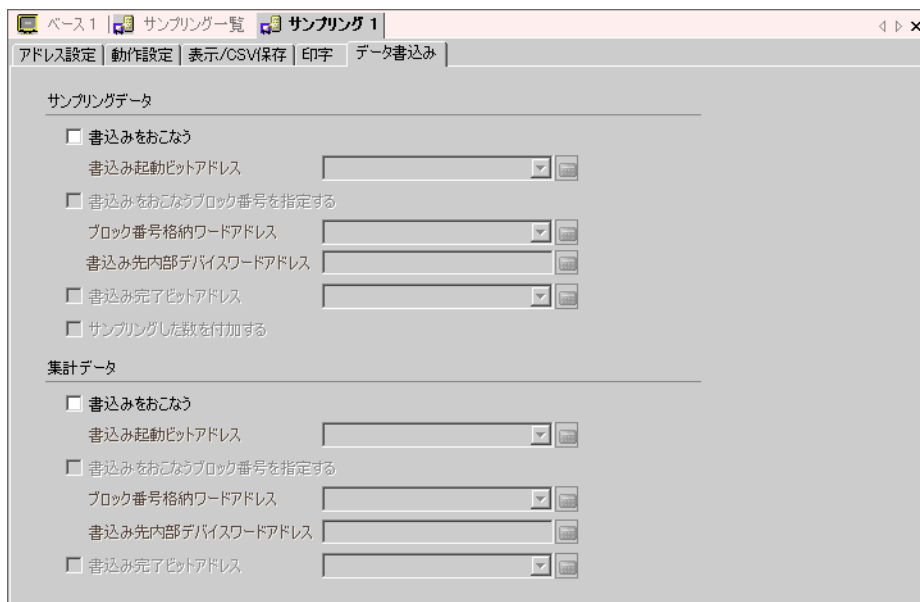 ベース1 サンプリング一覧 サンプリング1
アドレス設定 動作設定 表示/CSV保存 印字 データ書込み
サンプリングデータ
書込みをおこなう
書込み起動ビットアドレス
書込みをおこなうブロック番号を指定する
ブロック番号格納ワードアドレス
書込み先内部デバイスワードアドレス
書込み完了ビットアドレス
サンプリングした数を付加する
集計データ
書込みをおこなう
書込み起動ビットアドレス
書込みをおこなうブロック番号を指定する
ブロック番号格納ワードアドレス
書込み先内部デバイスワードアドレス
書込み完了ビットアドレス